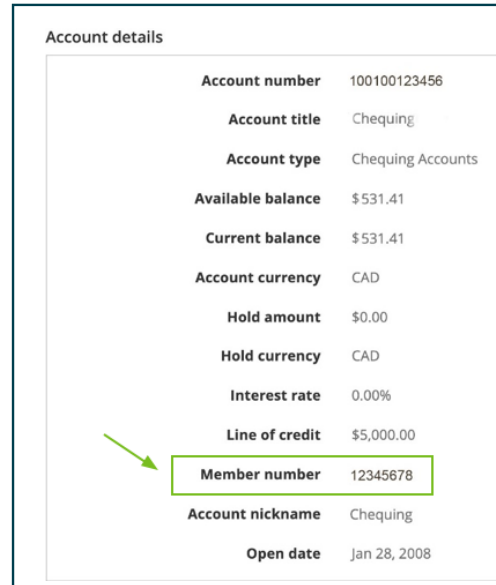 Account details
Account number 100100123456
Account title Chequing
Account type Chequing Accounts
Available balance $531.41
Current balance $531.41
Account currency CAD
Hold amount $0.00
Hold currency CAD
Interest rate 0.00%
Line of credit $5,000.00
Member number 12345678
Account nickname Chequing
Open date Jan 28, 2008